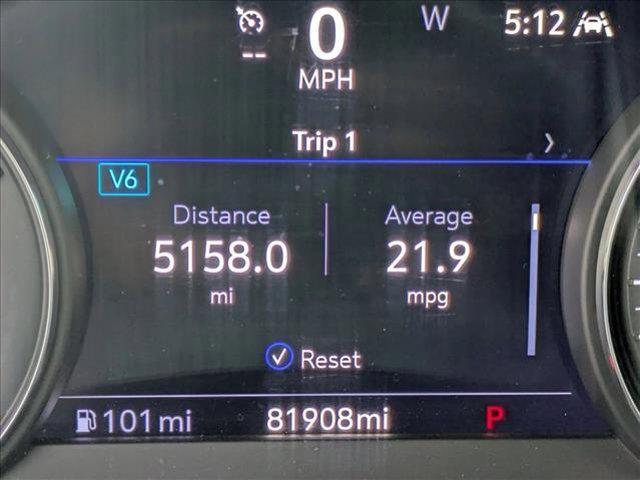 0 W 5:12
--
MPH
Trip 1
V6
Distance Average
5158.0 21.9
mi mpg
Reset
101 mi 81908mi P